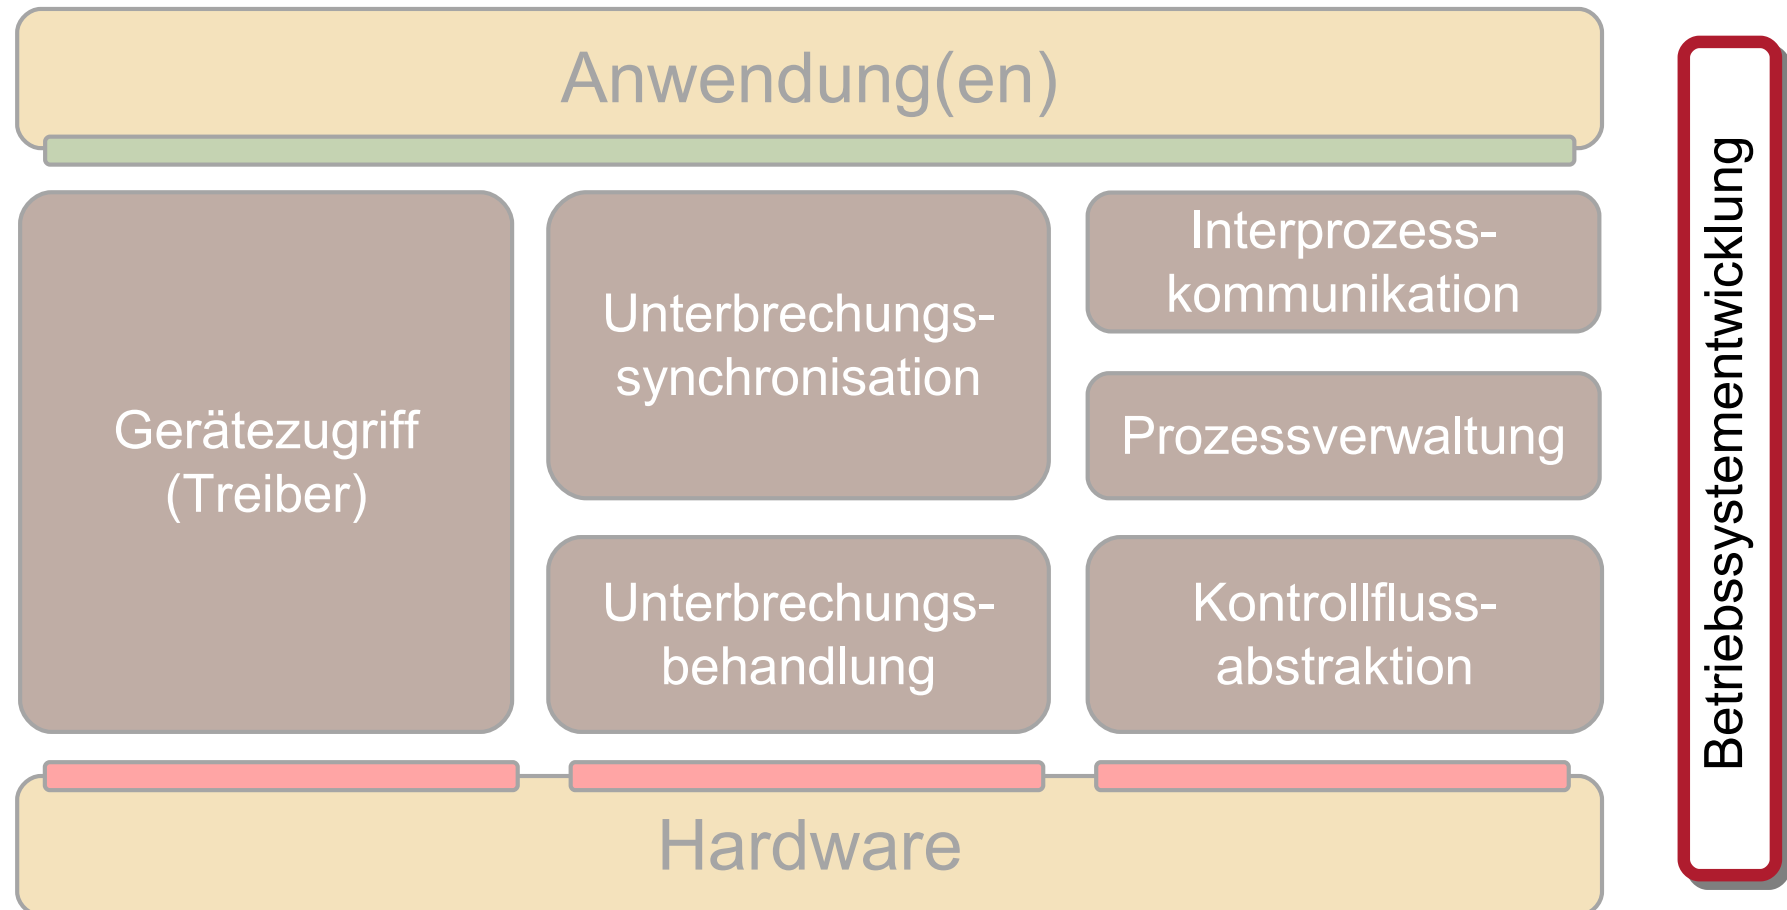 Anwendung(en)
Gerätezugriff
(Treiber)
Unterbrechungs-
synchronisation
Unterbrechungs-
behandlung
Interprozess-
kommunikation
Prozessverwaltung
Kontrollfluss-
abstraktion
Hardware
Betriebssystementwicklung